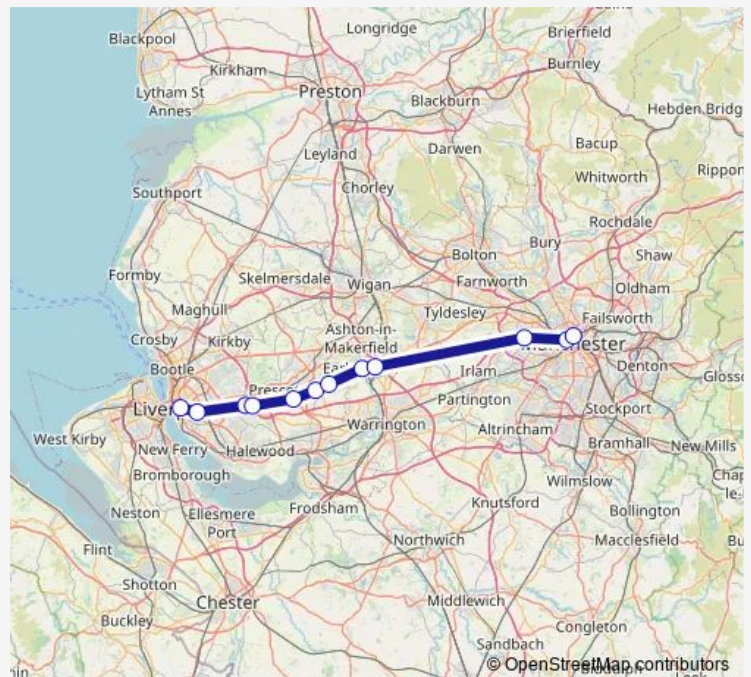 Longridge
Brierfield
Blackpool
Kirkham
Burnley
Preston
Lytham St
Annes
Blackburn
Hebden Bridg
Darwen
Bacup
Leyland
Whitworth
Rippon
Chorley
Southport
Rochdale
Bury
Shaw
Bolton
Formby
Skelmersdale
Wigan
Farnworth
Oldham
Maghull
Tyldesley
Failsworth
Crosby
Kirkby
Ashton-in-
Makerfield
Bootle
Irlam
Denton
Glosso
Partington
Stockport
West Kirby
Warrington
Altrincham
New Ferry
Halewood
Bramhall
New Mills
Bromborough
Wilmslow
Neston
Ellesmere
Port
Frodsham
Knutsford
Bollington
Flint
Northwich
Macclesfield
Shotton
Chester
Middlewich
Buckley
Congleton
Sandbach
© OpenStreetMap contributors